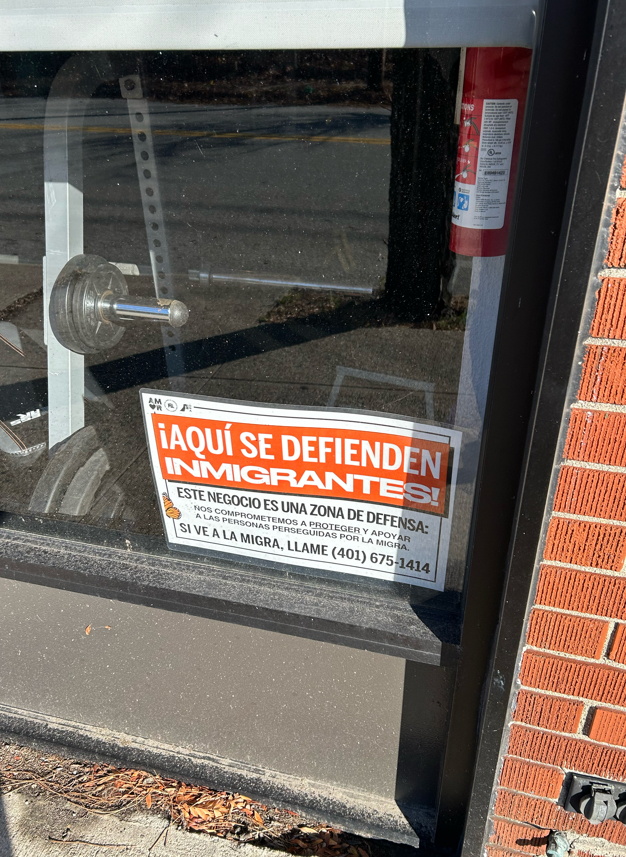 AM
R
¡AQUÍ SE DEFIENDEN
INMIGRANTES!
ESTE NEGOCIO ES UNA ZONA DE DEFENSA:
NOS COMPROMETEMOS A PROTEGER Y APOYAR
A LAS PERSONAS PERSEGUIDAS POR LA MIGRA.
SI VE A LA MIGRA, LLAME (401) 675-1414